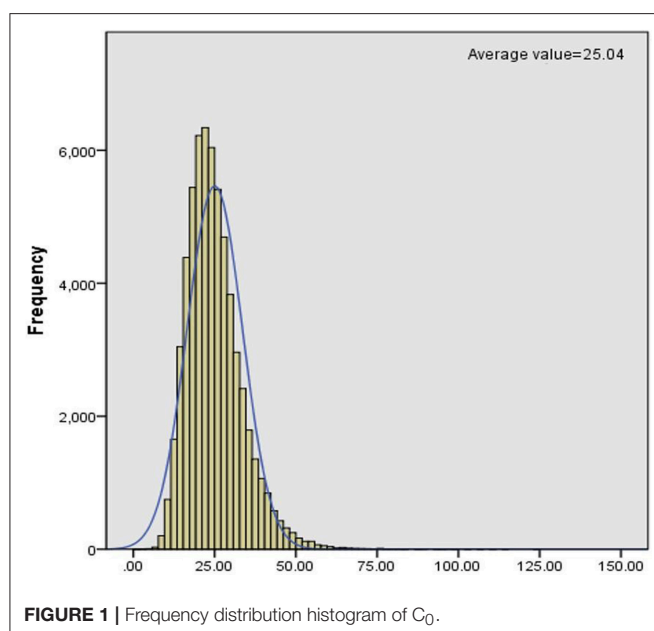 Average value=25.04
6,000
4,000
2,000
0
Frequency
.00 25.00 50.00 75.00 100.00 125.00 150.00
FIGURE 1 | Frequency distribution histogram of C₀.